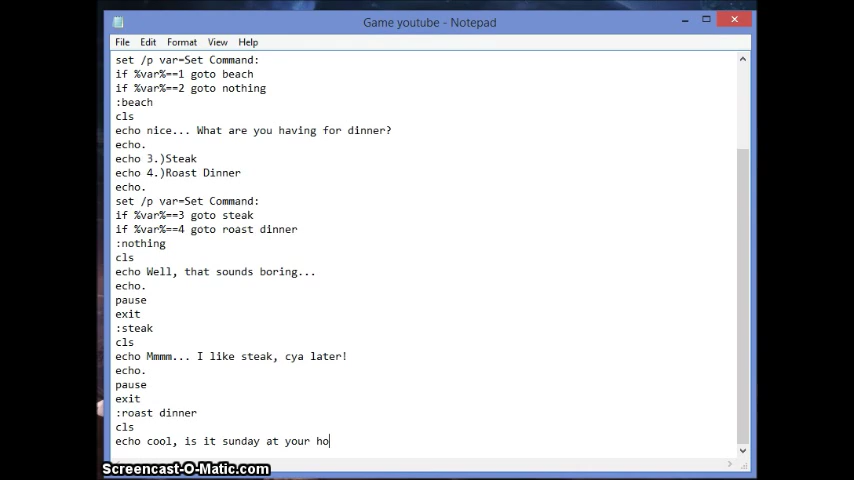 Game youtube - Notepad
File Edit Format View Help
set /p var=Set Command:
if %var%==1 goto beach
if %var%==2 goto nothing
:beach
cls
echo nice... What are you having for dinner?
echo.
echo 3.)Steak
echo 4.)Roast Dinner
echo.
set /p var=Set Command:
if %var%==3 goto steak
if %var%==4 goto roast dinner
:nothing
cls
echo Well, that sounds boring...
echo.
pause
exit
:steak
cls
echo Mmmm... I like steak, cya later!
echo.
pause
exit
:roast dinner
cls
echo cool, is it sunday at your ho
Screencast-O-Matic.com